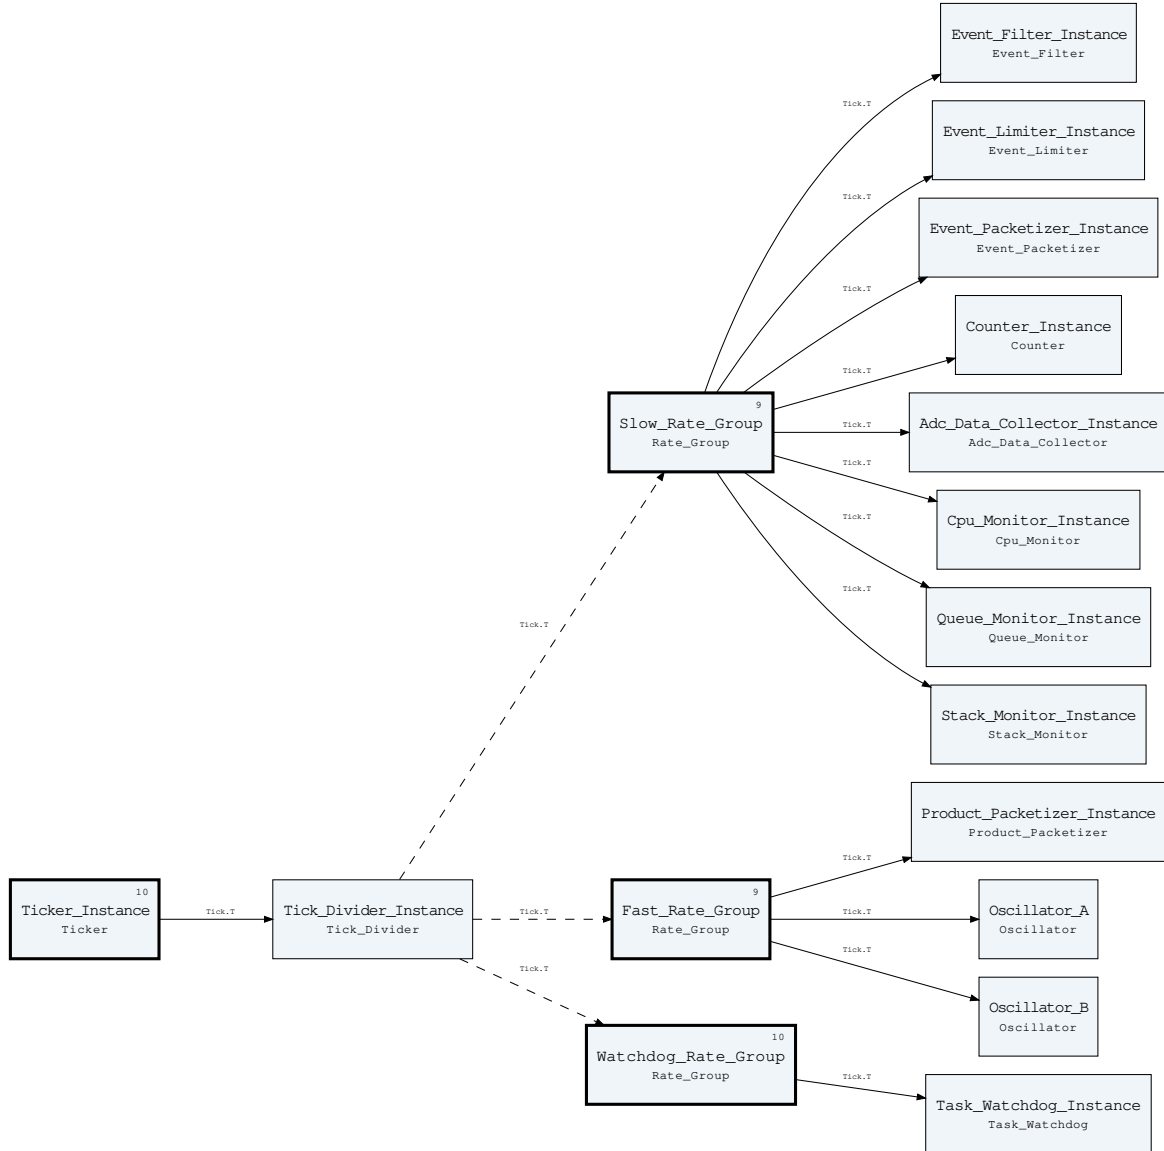 Event_Filter_Instance
Event_Filter
Tick.T
Event_Limiter_Instance
Event_Limiter
Tick.T
Event_Packetizer_Instance
Event_Packetizer
Tick.T
Counter_Instance
Counter
Tick.T
9
Slow_Rate_Group
Rate_Group
Tick.T
Adc_Data_Collector_Instance
Adc_Data_Collector
Tick.T
Cpu_Monitor_Instance
Cpu_Monitor
Tick.T
Queue_Monitor_Instance
Queue_Monitor
Tick.T
Tick.T
Stack_Monitor_Instance
Stack_Monitor
Product_Packetizer_Instance
Product_Packetizer
Tick.T
10
Ticker_Instance
Ticker
Tick.T
Tick_Divider_Instance
Tick_Divider
Tick.T
9
Fast_Rate_Group
Rate_Group
Tick.T
Oscillator_A
Oscillator
Tick.T
Tick.T
Oscillator_B
Oscillator
10
Watchdog_Rate_Group
Rate_Group
Tick.T
Task_Watchdog_Instance
Task_Watchdog